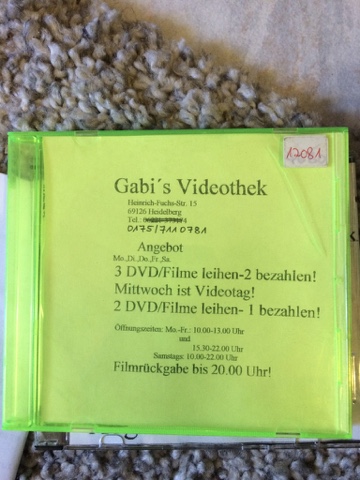 12081
Gabi´s Videothek
Heinrich-Fuchs-Str. 15
69126 Heidelberg
Tel.:
0175/7110781
Angebot
Mo.,Di.,Do.,Fr.,Sa.
3 DVD/Filme leihen-2 bezahlen!
Mittwoch ist Videotag!
2 DVD/Filme leihen- 1 bezahlen!
Öffnungszeiten: Mo.-Fr.: 10.00-13.00 Uhr
und
15.30-22.00 Uhr
Samstags: 10.00-22.00 Uhr
Filmrückgabe bis 20.00 Uhr!